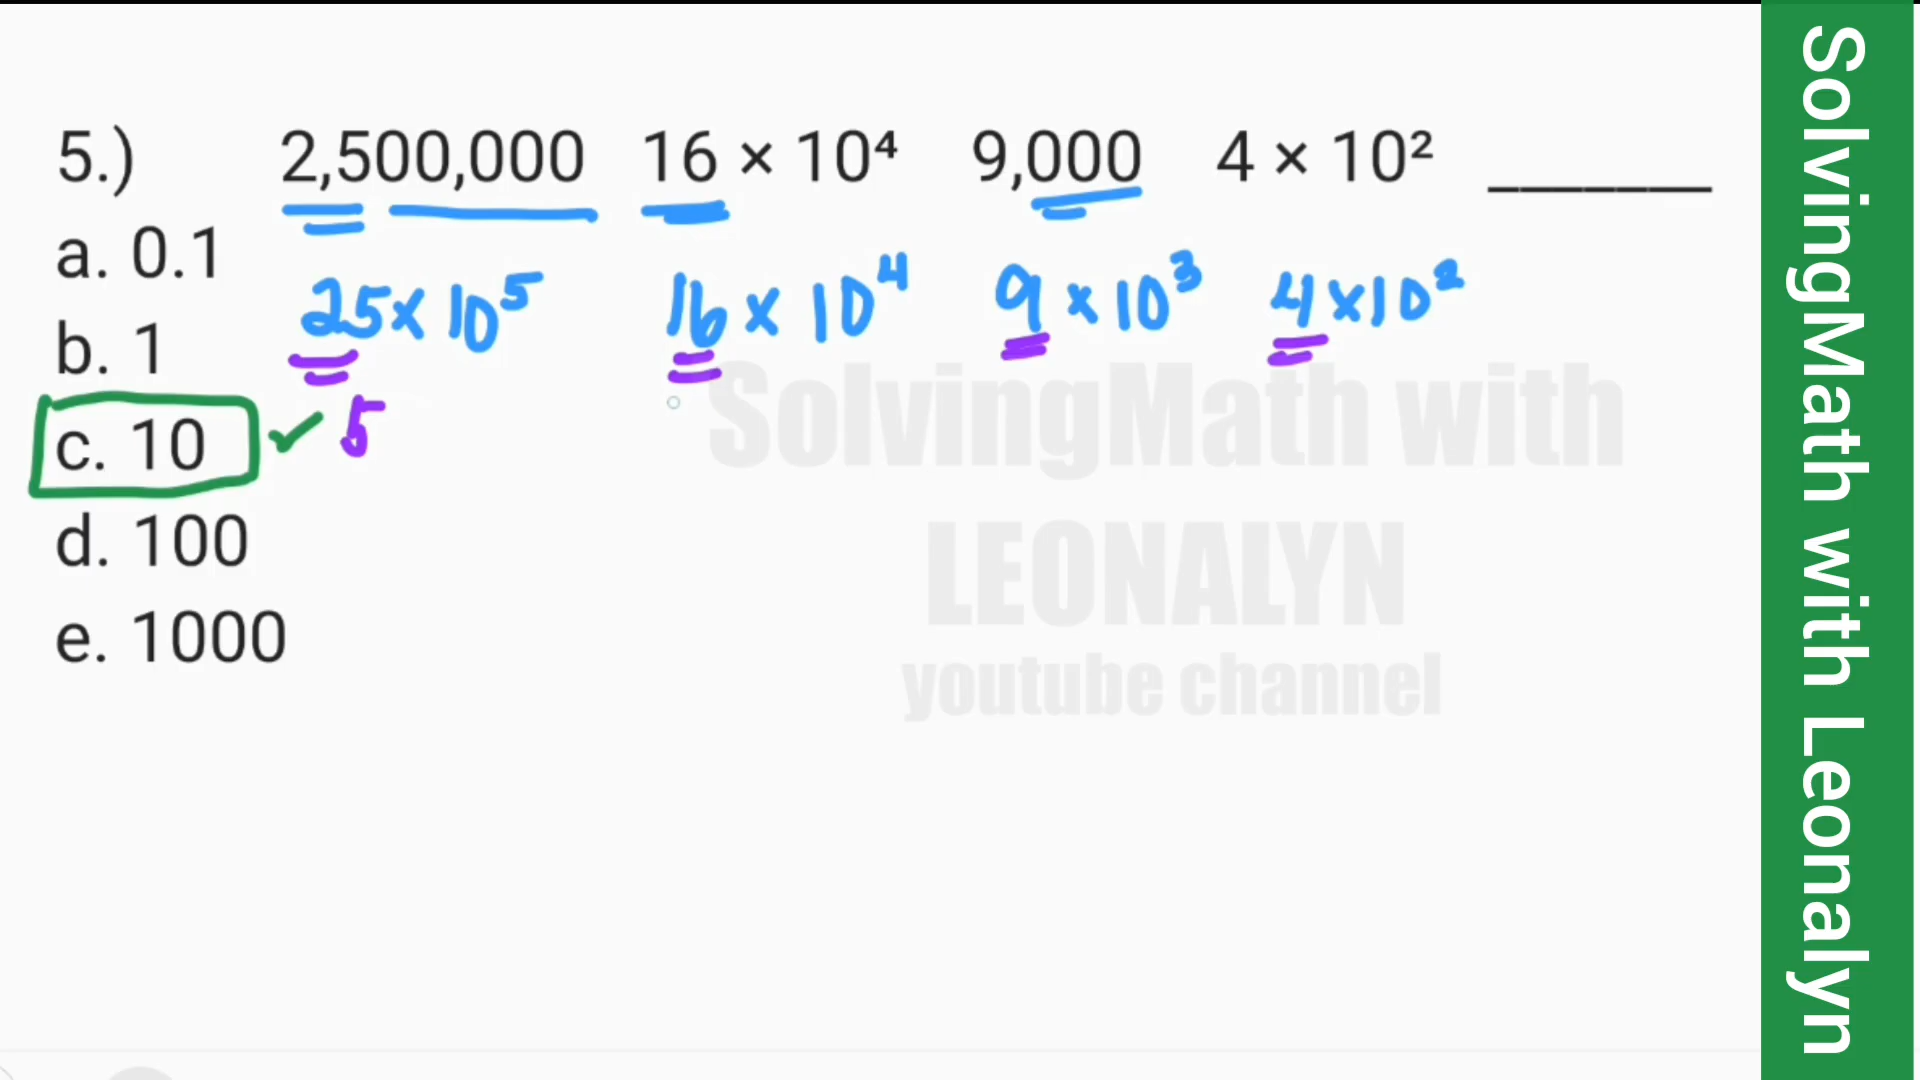 5.) 2,500,000 16 × 10⁴ 9,000 4 × 10² _______
25 × 10⁵ 16 × 10⁴ 9 × 10³ 4 × 10²
a. 0.1
b. 1
c. 10 ✓ 5
d. 100
e. 1000
SolvingMath with
LEONALYN
youtube channel
SolvingMath with Leonalyn